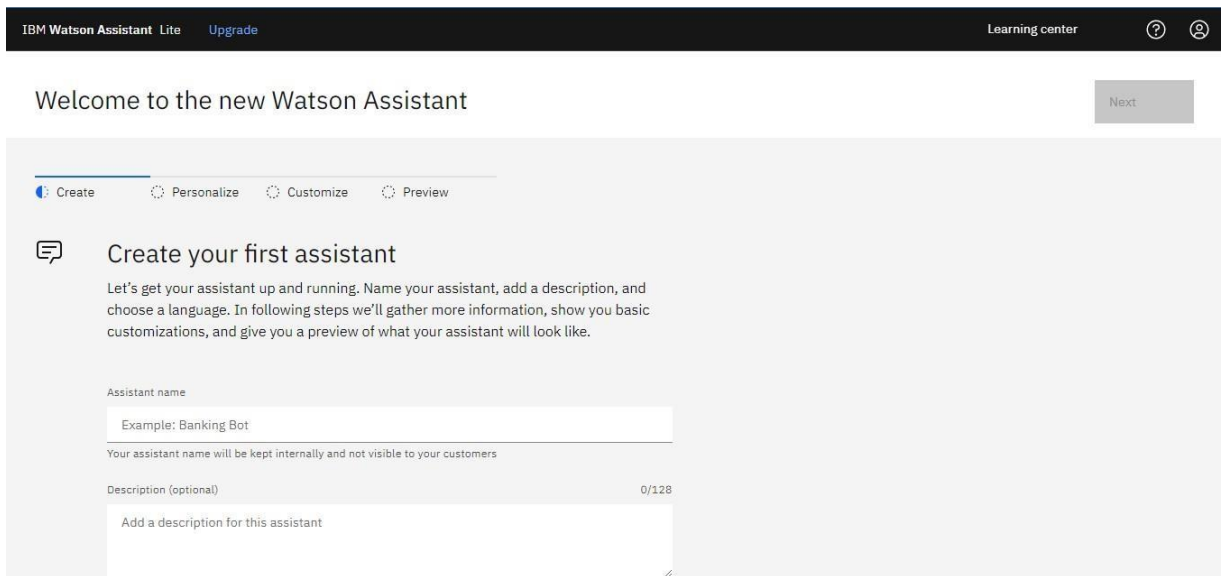 IBM Watson Assistant Lite Upgrade Learning center
Welcome to the new Watson Assistant Next
Create Personalize Customize Preview
Create your first assistant
Let's get your assistant up and running. Name your assistant, add a description, and
choose a language. In following steps we'll gather more information, show you basic
customizations, and give you a preview of what your assistant will look like.
Assistant name
Example: Banking Bot
Your assistant name will be kept internally and not visible to your customers
Description (optional) 0/128
Add a description for this assistant